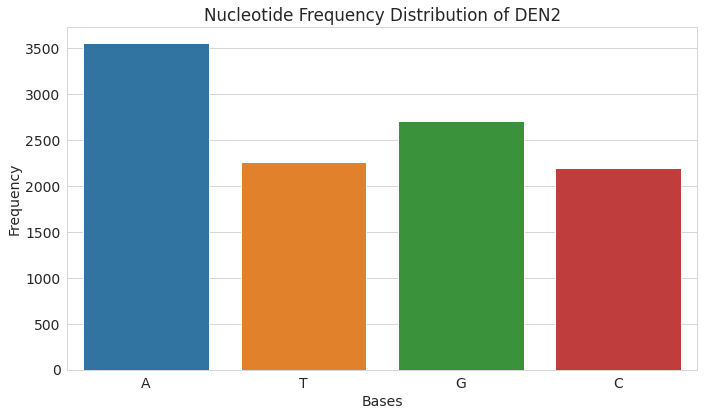 Nucleotide Frequency Distribution of DEN2
Frequency
3500
3000
2500
2000
1500
1000
500
0
A T G C
Bases